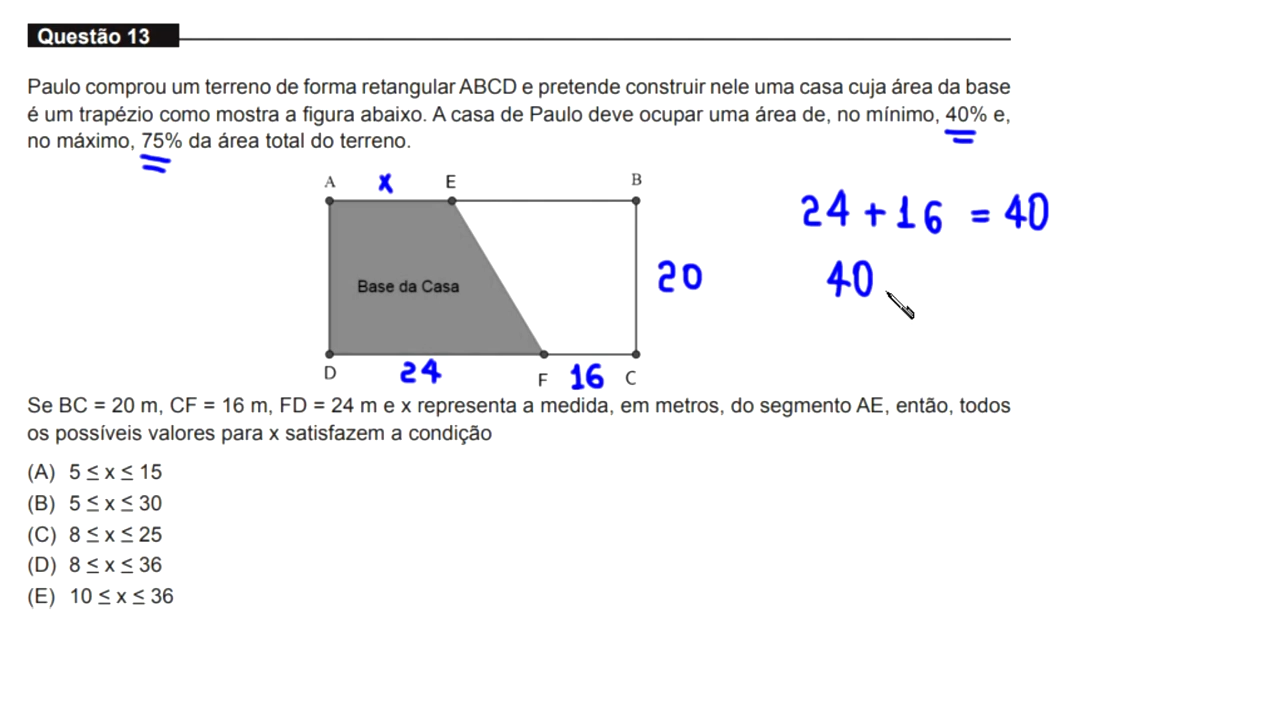 Questão 13
Paulo comprou um terreno de forma retangular ABCD e pretende construir nele uma casa cuja área da base
é um trapézio como mostra a figura abaixo. A casa de Paulo deve ocupar uma área de, no mínimo, 40% e,
no máximo, 75% da área total do terreno.
A x E B
24 + 16 = 40
Base da Casa 20 40
D 24 F 16 C
Se BC = 20 m, CF = 16 m, FD = 24 m e x representa a medida, em metros, do segmento AE, então, todos
os possíveis valores para x satisfazem a condição
(A) 5 ≤ x ≤ 15
(B) 5 ≤ x ≤ 30
(C) 8 ≤ x ≤ 25
(D) 8 ≤ x ≤ 36
(E) 10 ≤ x ≤ 36